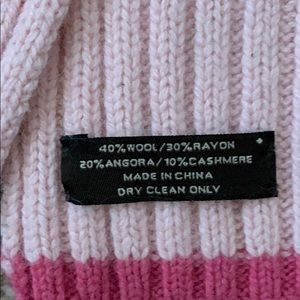 40% WOOL/30% RAYON
20% ANGORA/10% CASHMERE
MADE IN CHINA
DRY CLEAN ONLY